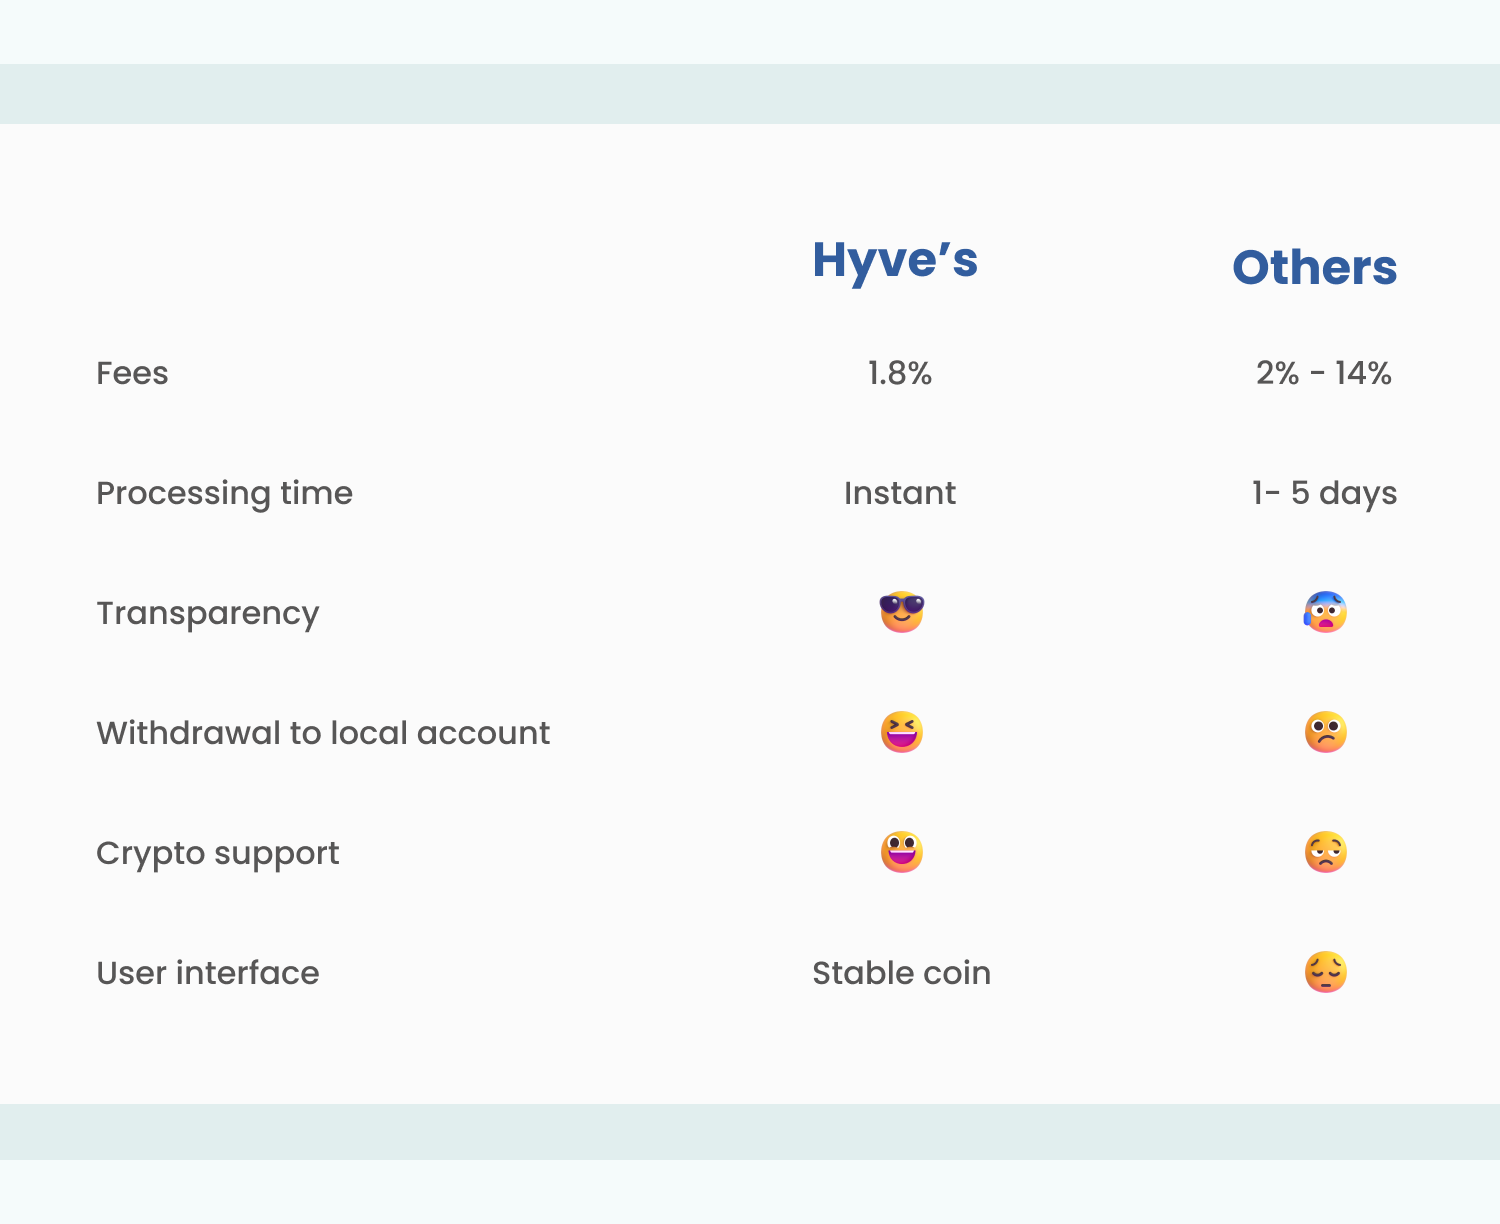 Hyve’s Others
Fees 1.8% 2% - 14%
Processing time Instant 1- 5 days
Transparency
Withdrawal to local account
Crypto support
User interface Stable coin